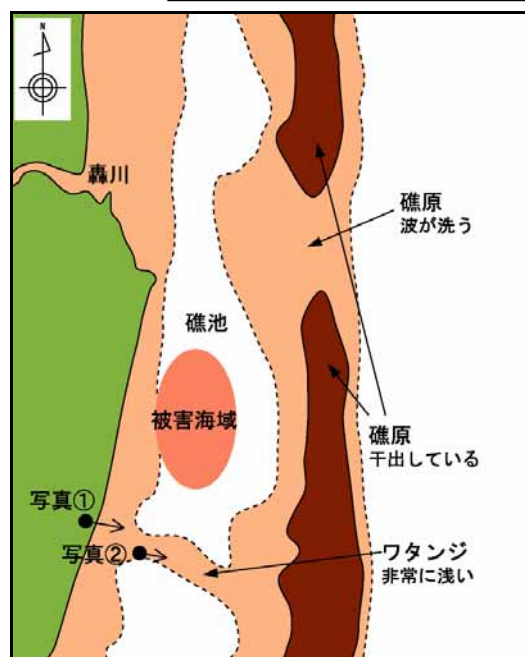 N
轟川
礁原
波が洗う
礁池
被害海域
礁原
干出している
写真①
写真②
ワタンジ
非常に浅い